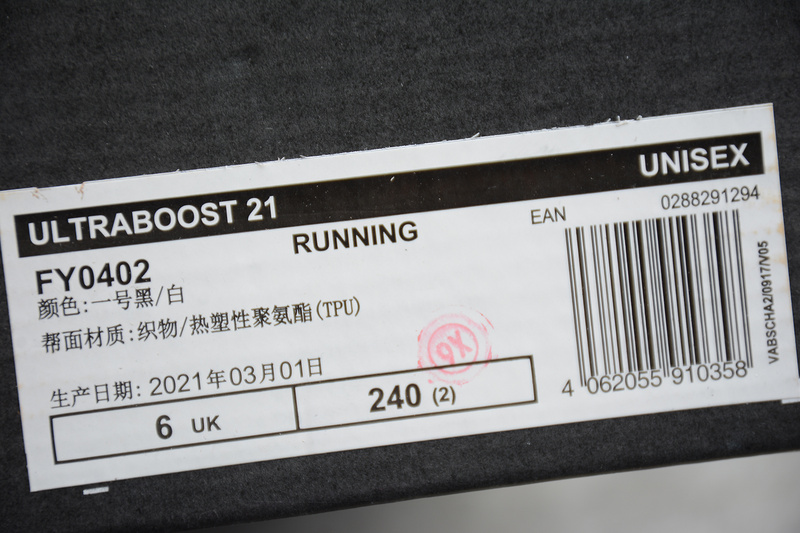 ULTRABOOST 21 UNISEX
RUNNING
EAN 0288291294
FY0402
颜色:一号黑/白
帮面材质:织物/热塑性聚氨酯(TPU)
生产日期: 2021年03月01日
6 UK 240 (2)
4 062055 910358
VABSCHA2/0917/V05